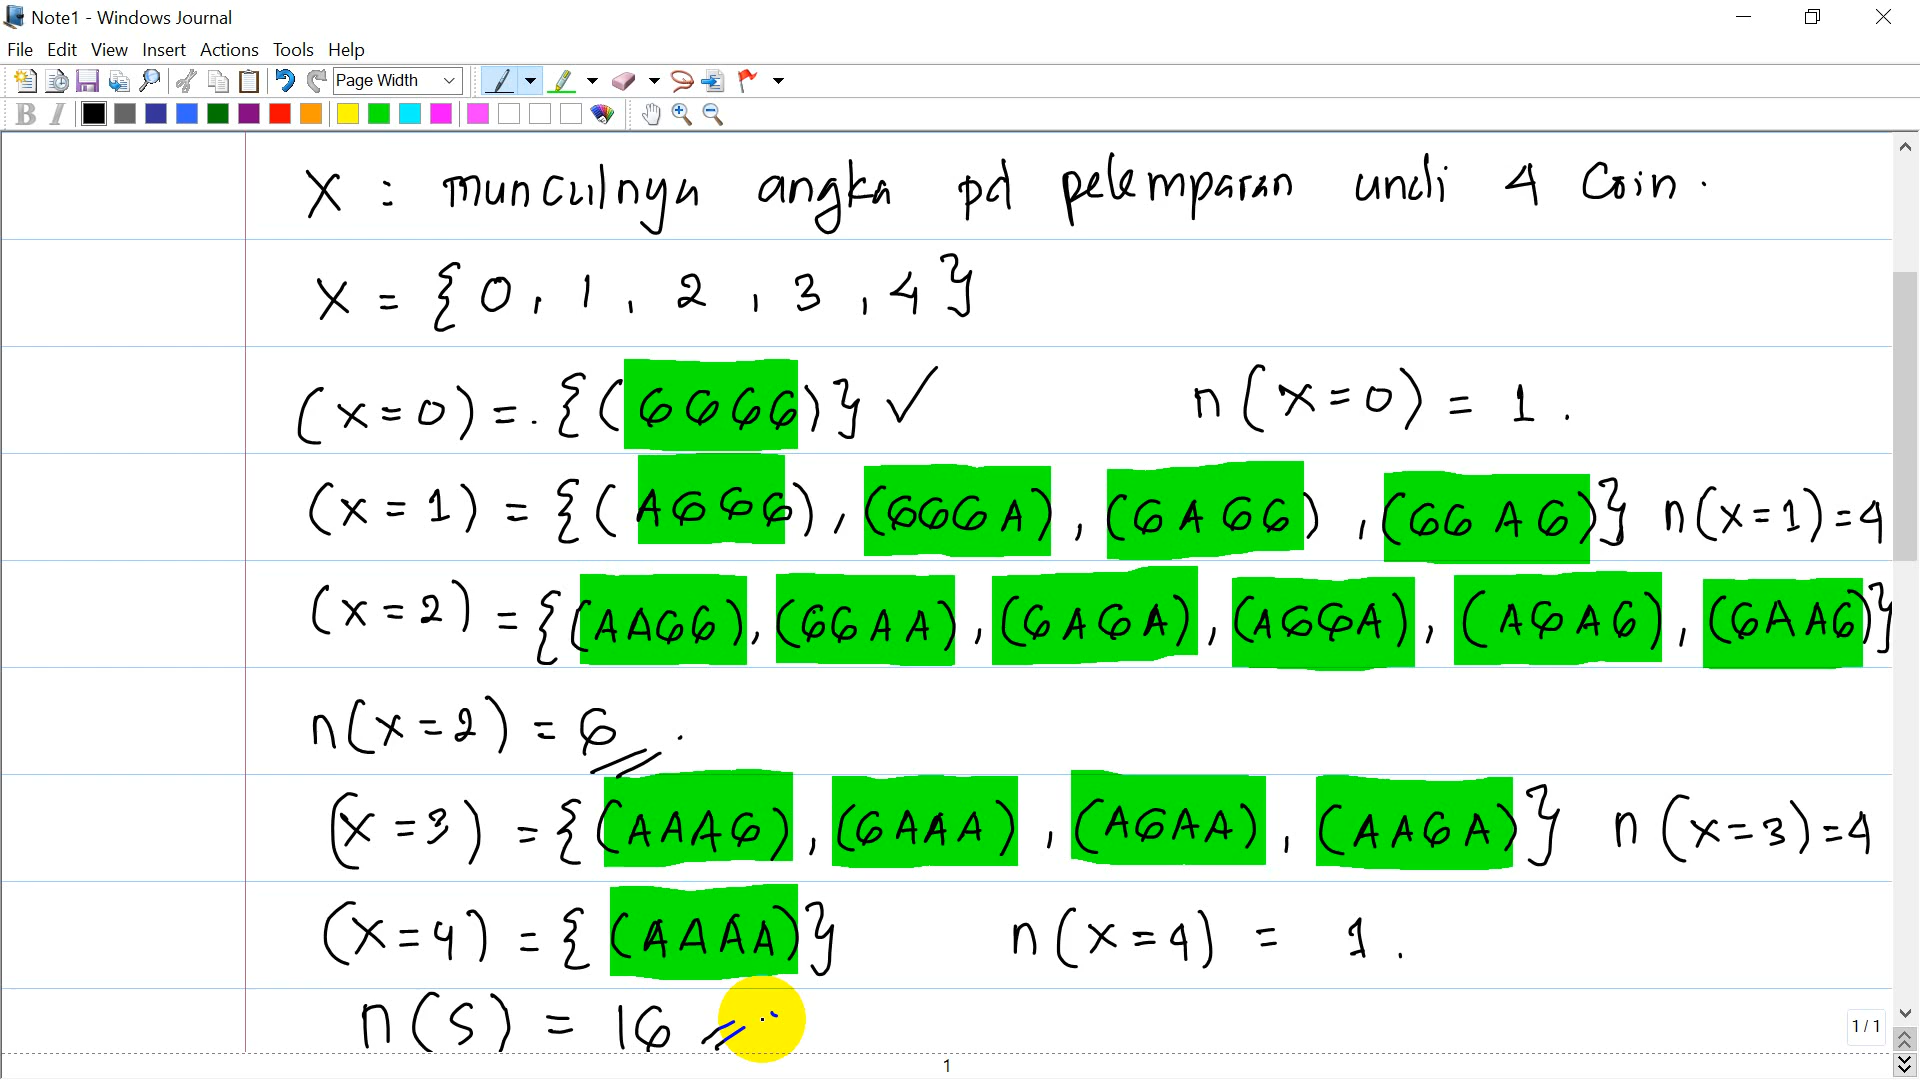 Note1 - Windows Journal
File Edit View Insert Actions Tools Help
Page Width
B I
X : munculnya angka pd pelemparan undi 4 Coin.
X = {0, 1, 2, 3, 4}
(x=0) = {(GGGG)} ✓ n(x=0) = 1.
(x=1) = {(AGGG), (GGGA), (GAGG), (GGAG)} n(x=1)=4
(x=2) = {(AAGG), (GGAA), (GAGA), (AGGA), (AGAG), (GAAG)}
n(x=2) = 6.
(x=3) = {(AAAG), (GAAA), (AGAA), (AAGA)} n(x=3)=4
(x=4) = {(AAAA)} n(x=4) = 1.
n(S) = 16
1 / 1
1